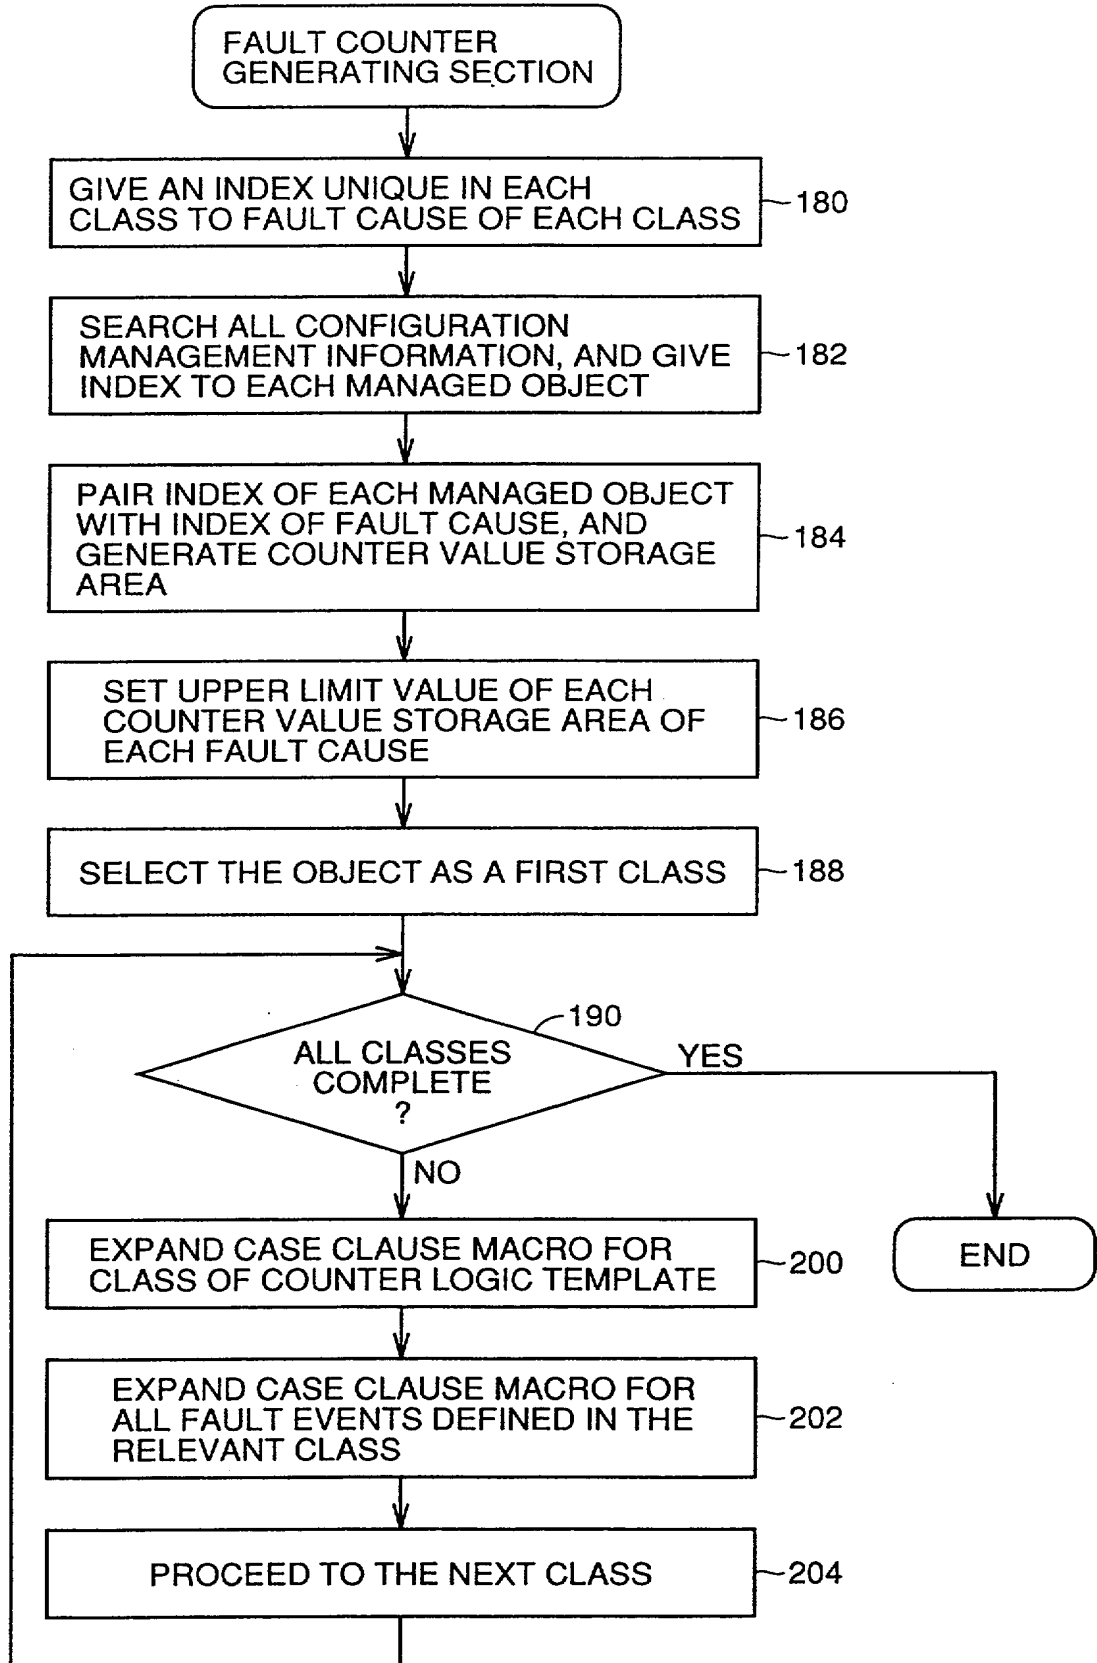 FAULT COUNTER
GENERATING SECTION
GIVE AN INDEX UNIQUE IN EACH
CLASS TO FAULT CAUSE OF EACH CLASS
180
SEARCH ALL CONFIGURATION
MANAGEMENT INFORMATION, AND GIVE
INDEX TO EACH MANAGED OBJECT
182
PAIR INDEX OF EACH MANAGED OBJECT
WITH INDEX OF FAULT CAUSE, AND
GENERATE COUNTER VALUE STORAGE
AREA
184
SET UPPER LIMIT VALUE OF EACH
COUNTER VALUE STORAGE AREA OF
EACH FAULT CAUSE
186
SELECT THE OBJECT AS A FIRST CLASS
188
190
ALL CLASSES
COMPLETE
?
YES
NO
EXPAND CASE CLAUSE MACRO FOR
CLASS OF COUNTER LOGIC TEMPLATE
200
END
EXPAND CASE CLAUSE MACRO FOR
ALL FAULT EVENTS DEFINED IN THE
RELEVANT CLASS
202
PROCEED TO THE NEXT CLASS
204